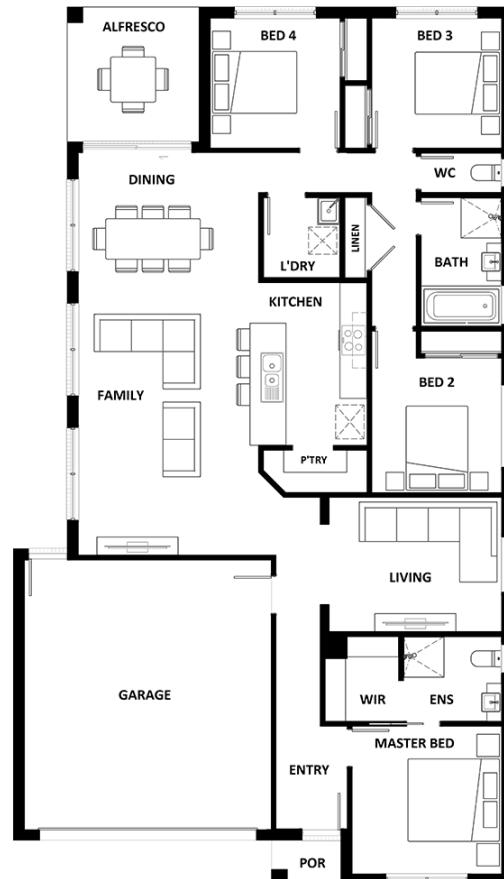 ALFRESCO
BED 4
BED 3
DINING
WC
L'DRY
LINEN
BATH
KITCHEN
FAMILY
BED 2
P'TRY
LIVING
GARAGE
WIR
ENS
MASTER BED
ENTRY
POR